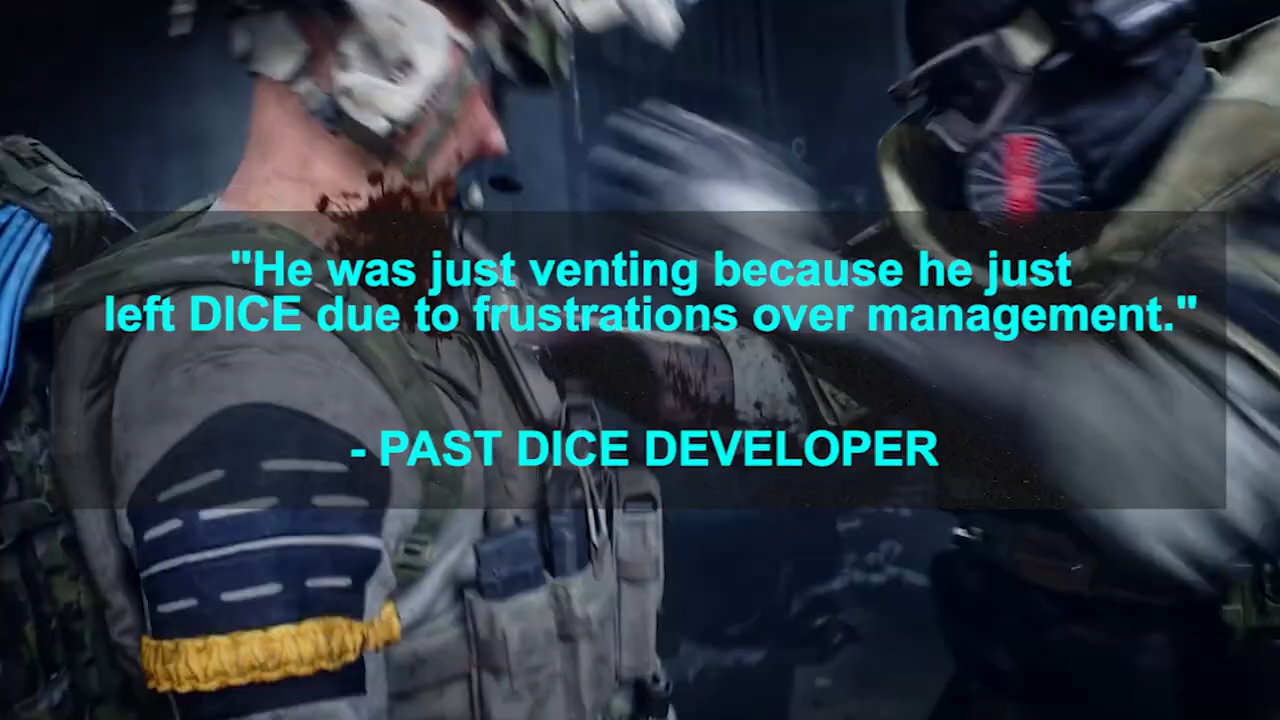 "He was just venting because he just
left DICE due to frustrations over management."
- PAST DICE DEVELOPER